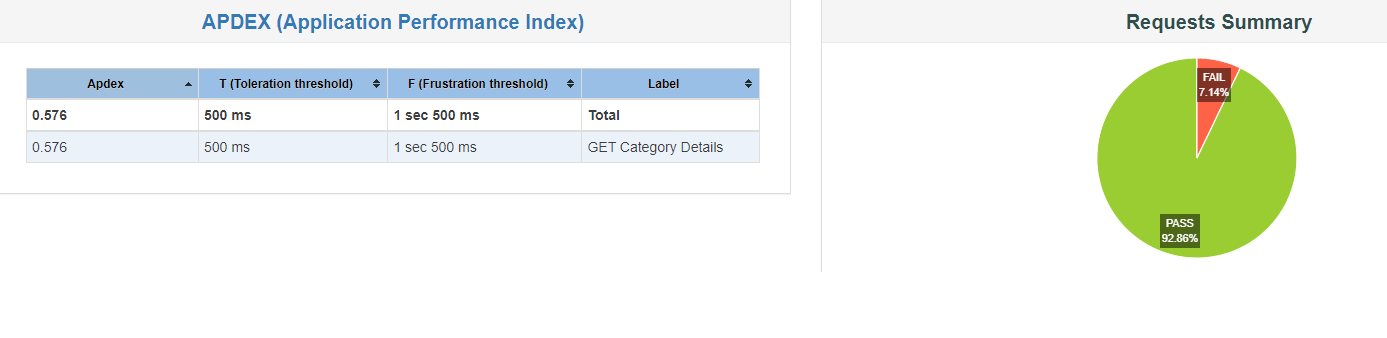 APDEX (Application Performance Index)
Apdex T (Toleration threshold) F (Frustration threshold) Label
0.576 500 ms 1 sec 500 ms Total
0.576 500 ms 1 sec 500 ms GET Category Details
Requests Summary
FAIL
7.14%
PASS
92.86%